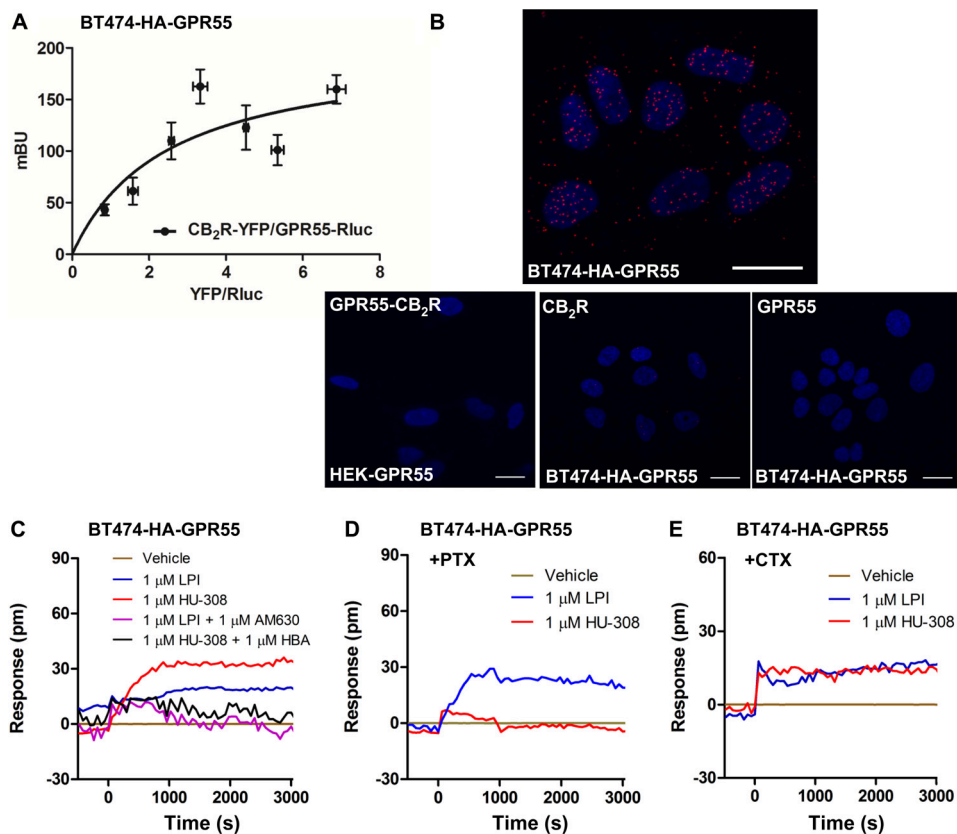 A
BT474-HA-GPR55
200
150
100
50
0
mBU
0 2 4 6 8
YFP/Rluc
CB₂R-YFP/GPR55-Rluc
B
BT474-HA-GPR55
GPR55-CB₂R
HEK-GPR55
CB₂R
BT474-HA-GPR55
GPR55
BT474-HA-GPR55
C
BT474-HA-GPR55
90
60
30
0
-30
Response (pm)
Vehicle
1 μM LPI
1 μM HU-308
1 μM LPI + 1 μM AM630
1 μM HU-308 + 1 μM HBA
0 1000 2000 3000
Time (s)
D
BT474-HA-GPR55
+PTX
90
60
30
0
-30
Response (pm)
Vehicle
1 μM LPI
1 μM HU-308
0 1000 2000 3000
Time (s)
E
BT474-HA-GPR55
+CTX
60
30
0
-30
Response (pm)
Vehicle
1 μM LPI
1 μM HU-308
0 1000 2000 3000
Time (s)